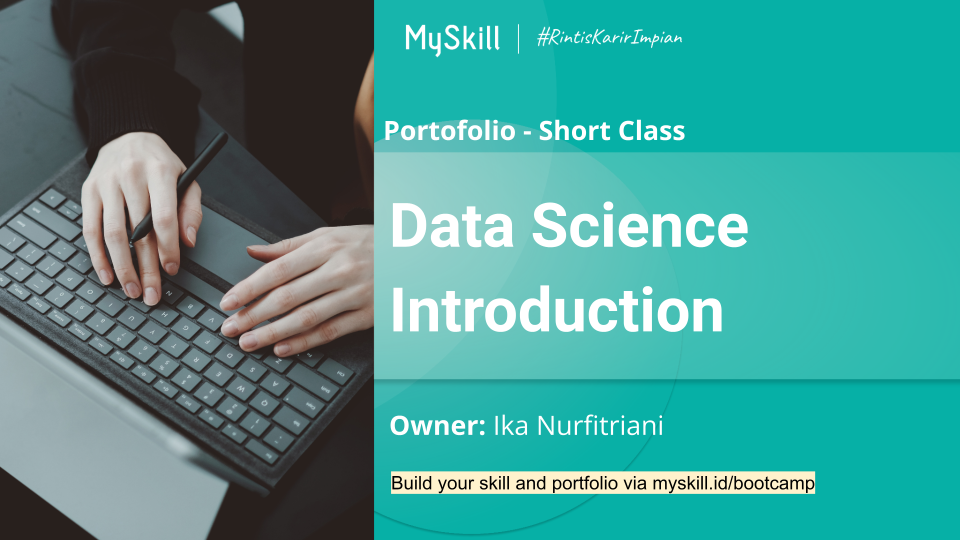 MySkill | #RintisKarirImpian
Portofolio - Short Class
Data Science
Introduction
Owner: Ika Nurfitriani
Build your skill and portfolio via myskill.id/bootcamp